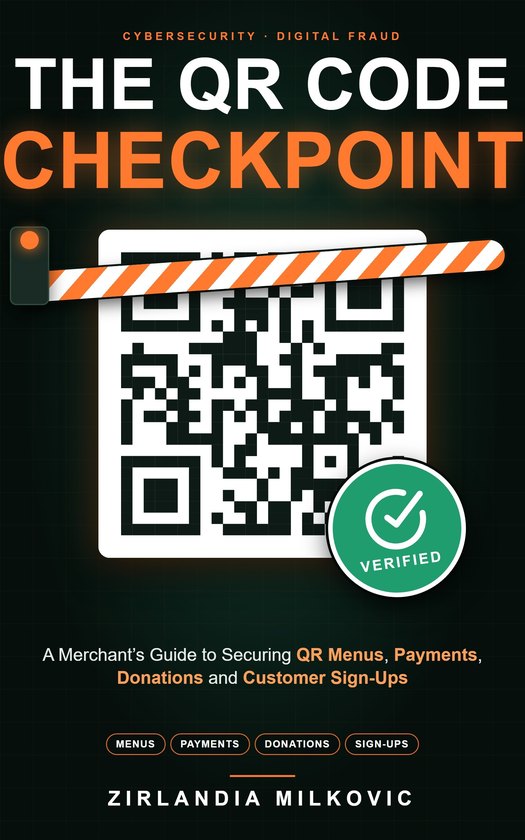 CYBERSECURITY · DIGITAL FRAUD
THE QR CODE
CHECKPOINT
VERIFIED
A Merchant’s Guide to Securing QR Menus, Payments,
Donations and Customer Sign-Ups
MENUS PAYMENTS DONATIONS SIGN-UPS
ZIRLANDIA MILKOVIC